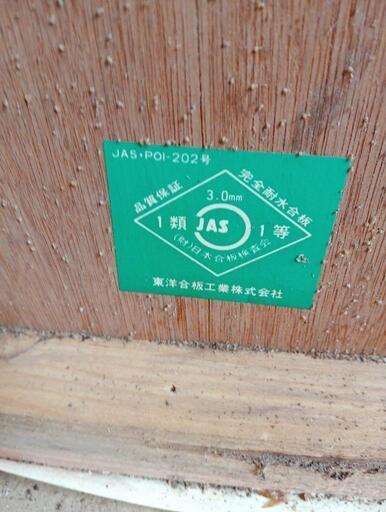 JAS・POI-202号
品質保証
完全耐水合板
3.0mm
1類 JAS 1等
(財)日本合板検査会
東洋合板工業株式会社